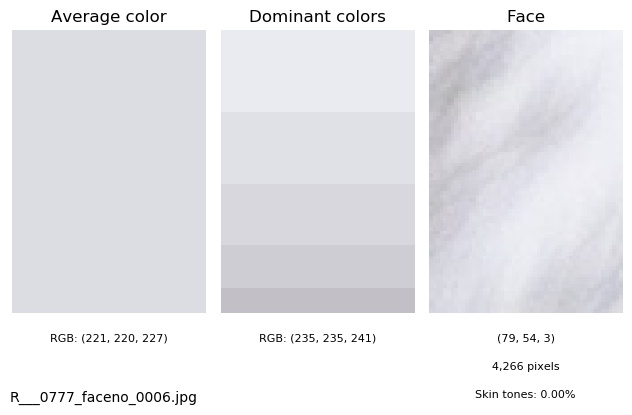 Average color
Dominant colors
Face
RGB: (221, 220, 227)
RGB: (235, 235, 241)
(79, 54, 3)
4,266 pixels
Skin tones: 0.00%
R___0777_faceno_0006.jpg